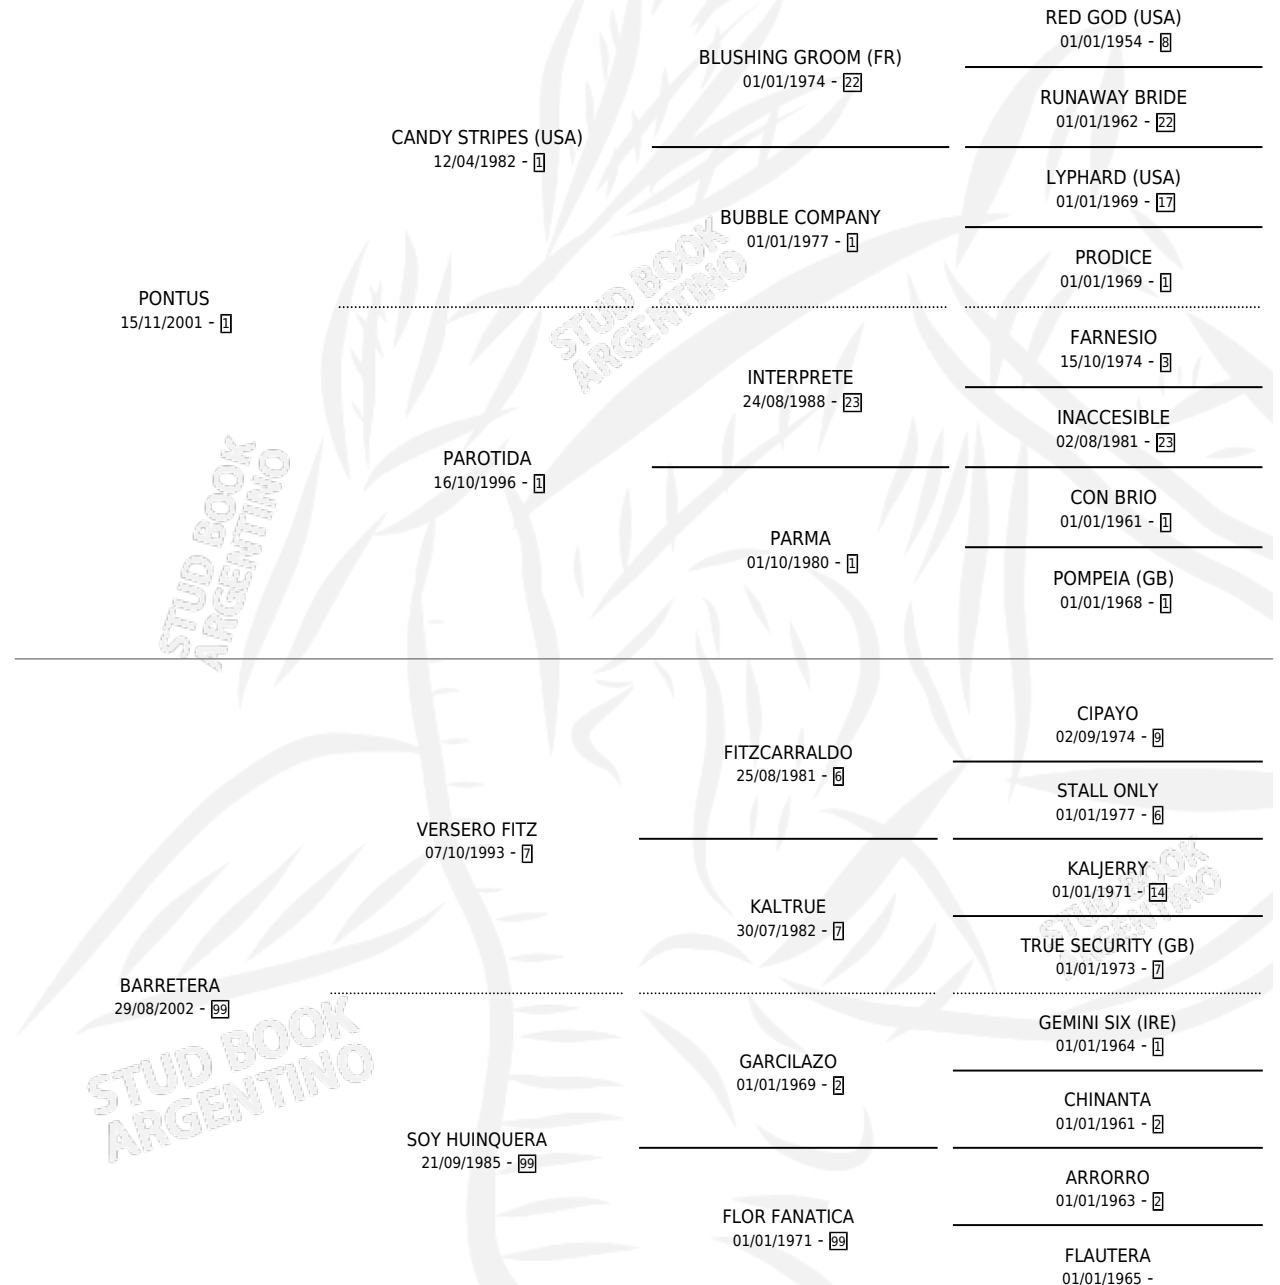 RED GOD (USA)
01/01/1954 - 8
BLUSHING GROOM (FR)
01/01/1974 - 22
RUNAWAY BRIDE
01/01/1962 - 22
CANDY STRIPES (USA)
12/04/1982 - 1
LYPHARD (USA)
01/01/1969 - 17
BUBBLE COMPANY
01/01/1977 - 1
PRODICE
01/01/1969 - 1
PONTUS
15/11/2001 - 1
FARNESIO
15/10/1974 - 3
INTERPRETE
24/08/1988 - 23
INACCESIBLE
02/08/1981 - 23
PAROTIDA
16/10/1996 - 1
CON BRIO
01/01/1961 - 1
PARMA
01/10/1980 - 1
POMPEIA (GB)
01/01/1968 - 1
CIPAYO
02/09/1974 - 9
FITZCARRALDO
25/08/1981 - 6
STALL ONLY
01/01/1977 - 6
VERSERO FITZ
07/10/1993 - 7
KALJERRY
01/01/1971 - 14
KALTRUE
30/07/1982 - 7
TRUE SECURITY (GB)
01/01/1973 - 7
BARRETERA
29/08/2002 - 99
GEMINI SIX (IRE)
01/01/1964 - 1
GARCILAZO
01/01/1969 - 2
CHINANTA
01/01/1961 - 2
SOY HUINQUERA
21/09/1985 - 99
ARRORRO
01/01/1963 - 2
FLOR FANATICA
01/01/1971 - 99
FLAUTERA
01/01/1965 -
STUD BOOK
ARGENTINO
STUD BOOK
ARGENTINO
STUD BOOK
ARGENTINO
STUD BOOK
ARGENTINO